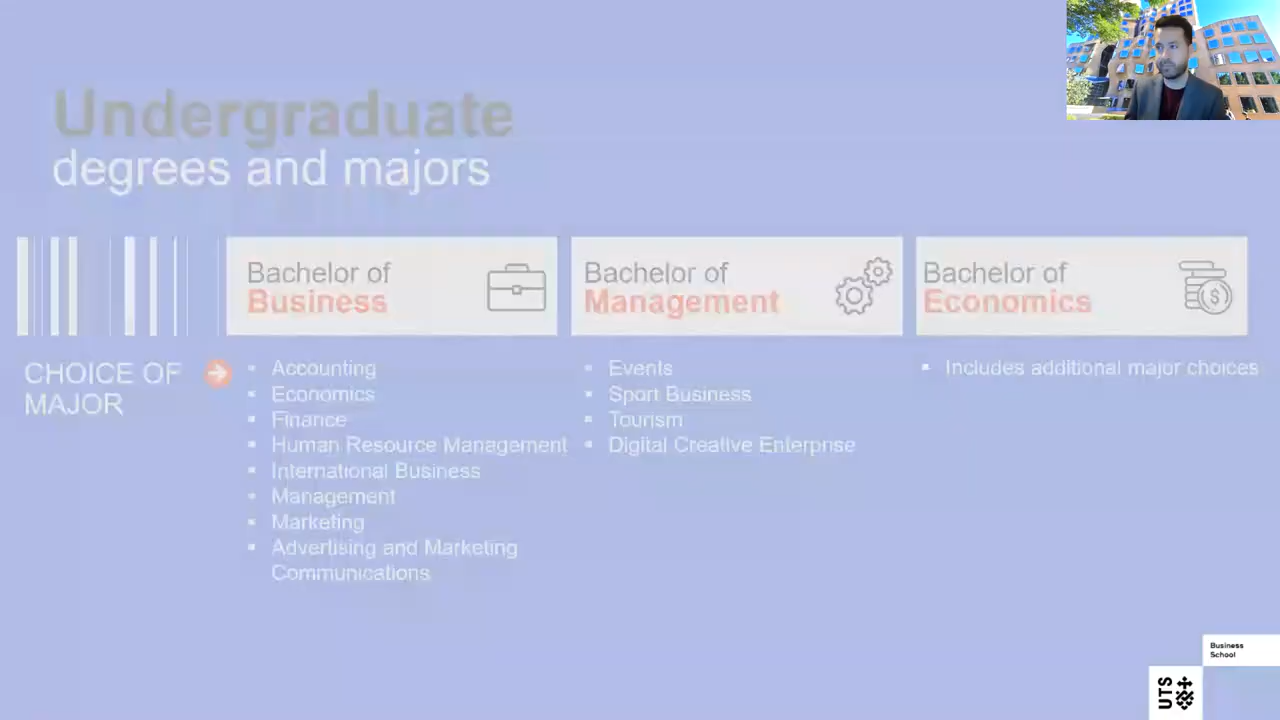 Undergraduate
degrees and majors
Bachelor of
Business
Bachelor of
Management
Bachelor of
Economics
CHOICE OF
MAJOR
Accounting
Economics
Finance
Human Resource Management
International Business
Management
Marketing
Advertising and Marketing
Communications
Events
Sport Business
Tourism
Digital Creative Enterprise
Includes additional major choices
Business
School
UTS